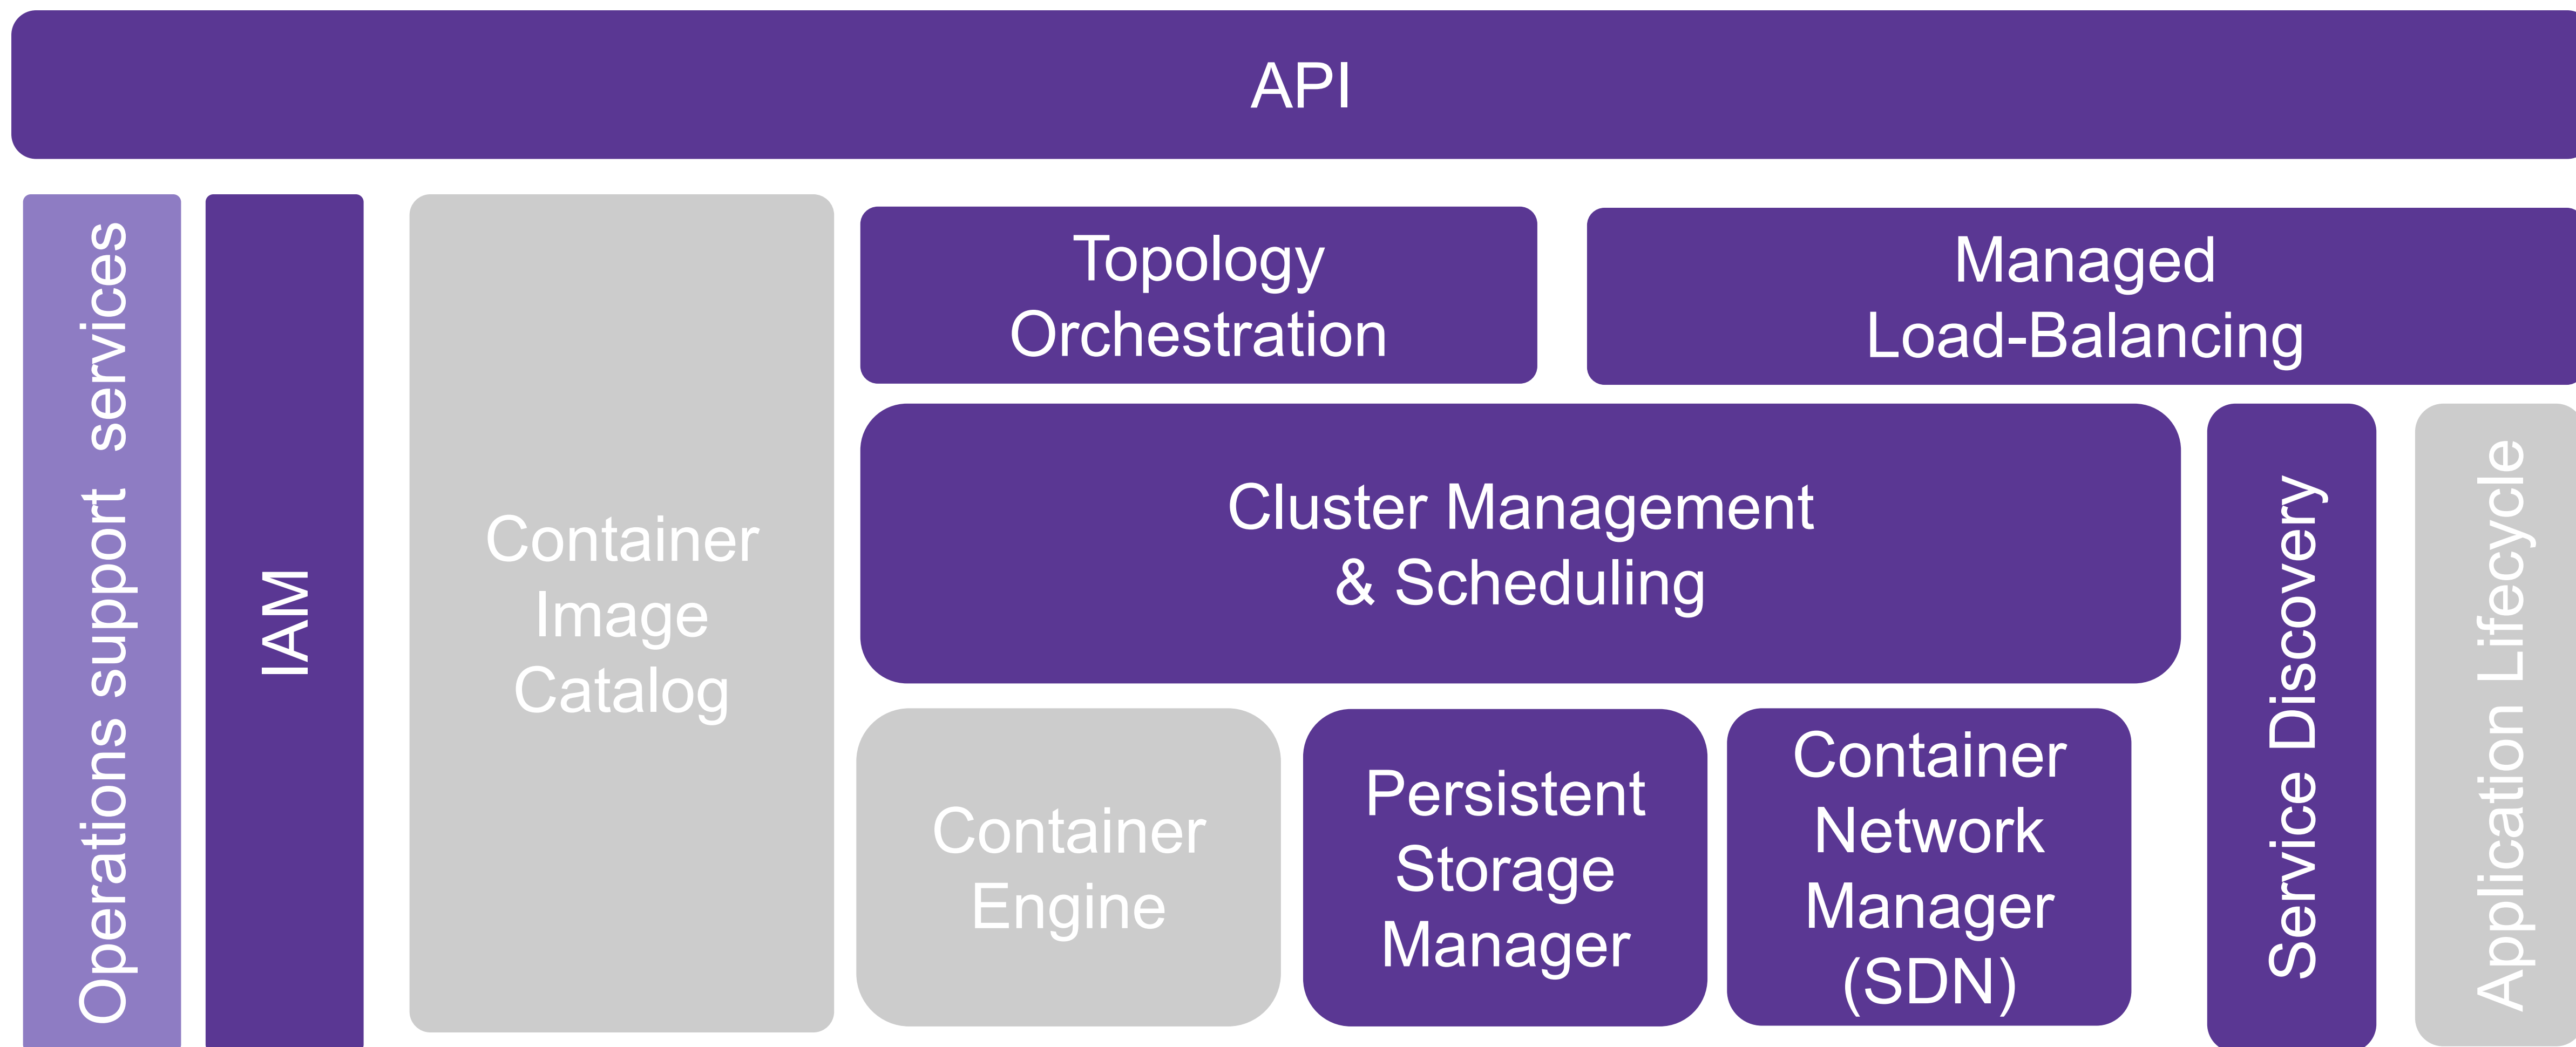 API
Operations support  services
IAM
Container
Image
Catalog
Topology
Orchestration
Managed
Load-Balancing
Cluster Management
& Scheduling
Container
Engine
Persistent
Storage
Manager
Container
Network
Manager
(SDN)
Service Discovery
Application Lifecycle